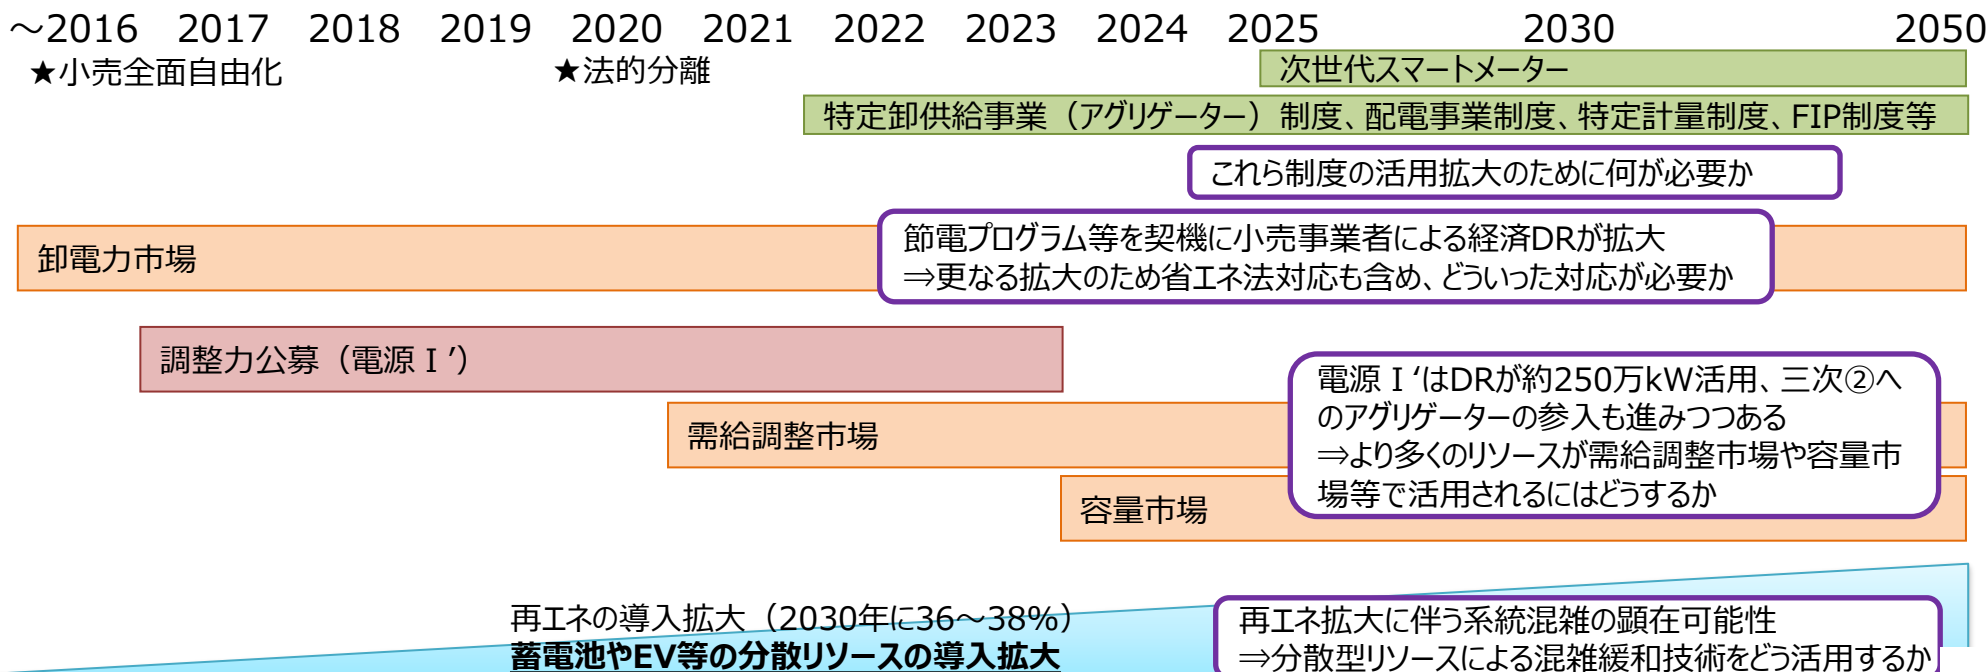 ～2016 2017 2018 2019 2020 2021 2022 2023 2024 2025 2030 2050
★小売全面自由化 ★法的分離
次世代スマートメーター
特定卸供給事業（アグリゲーター）制度、配電事業制度、特定計量制度、FIP制度等
これら制度の活用拡大のために何が必要か
卸電力市場
節電プログラム等を契機に小売事業者による経済DRが拡大
⇒更なる拡大のため省エネ法対応も含め、どういった対応が必要か
調整力公募（電源Ⅰ’）
電源Ⅰ‘はDRが約250万kW活用、三次②へ
のアグリゲーターの参入も進みつつある
⇒より多くのリソースが需給調整市場や容量市
場等で活用されるにはどうするか
需給調整市場
容量市場
再エネの導入拡大（2030年に36～38%）
蓄電池やEV等の分散リソースの導入拡大
再エネ拡大に伴う系統混雑の顕在可能性
⇒分散型リソースによる混雑緩和技術をどう活用するか